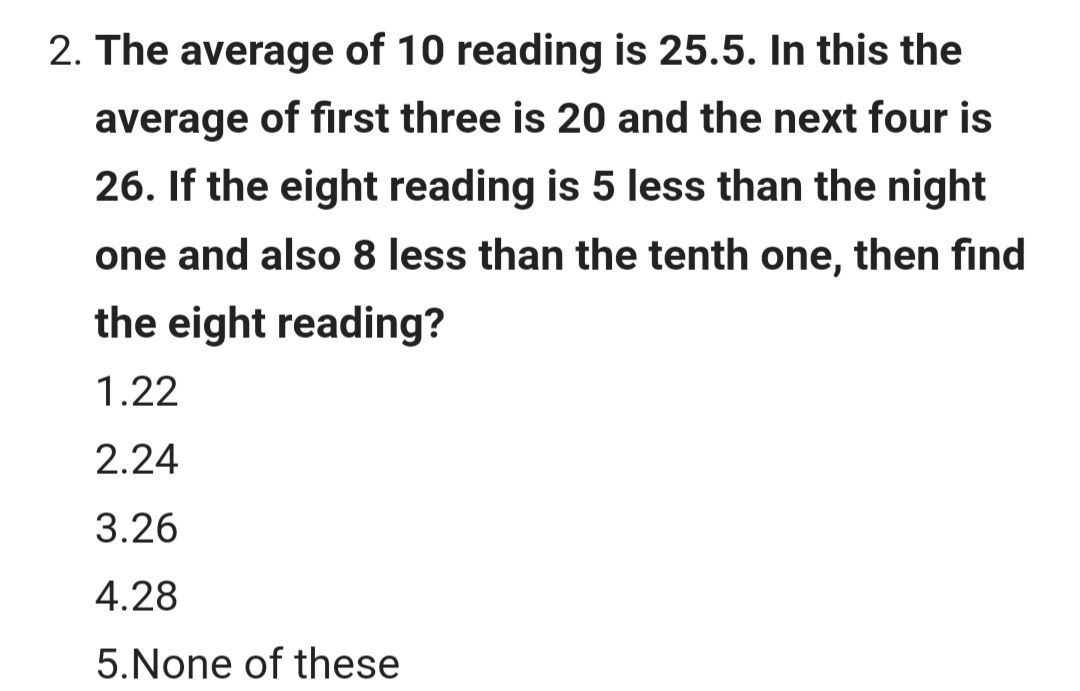 2. The average of 10 reading is 25.5. In this the
average of first three is 20 and the next four is
26. If the eight reading is 5 less than the night
one and also 8 less than the tenth one, then find
the eight reading?
1.22
2.24
3.26
4.28
5.None of these